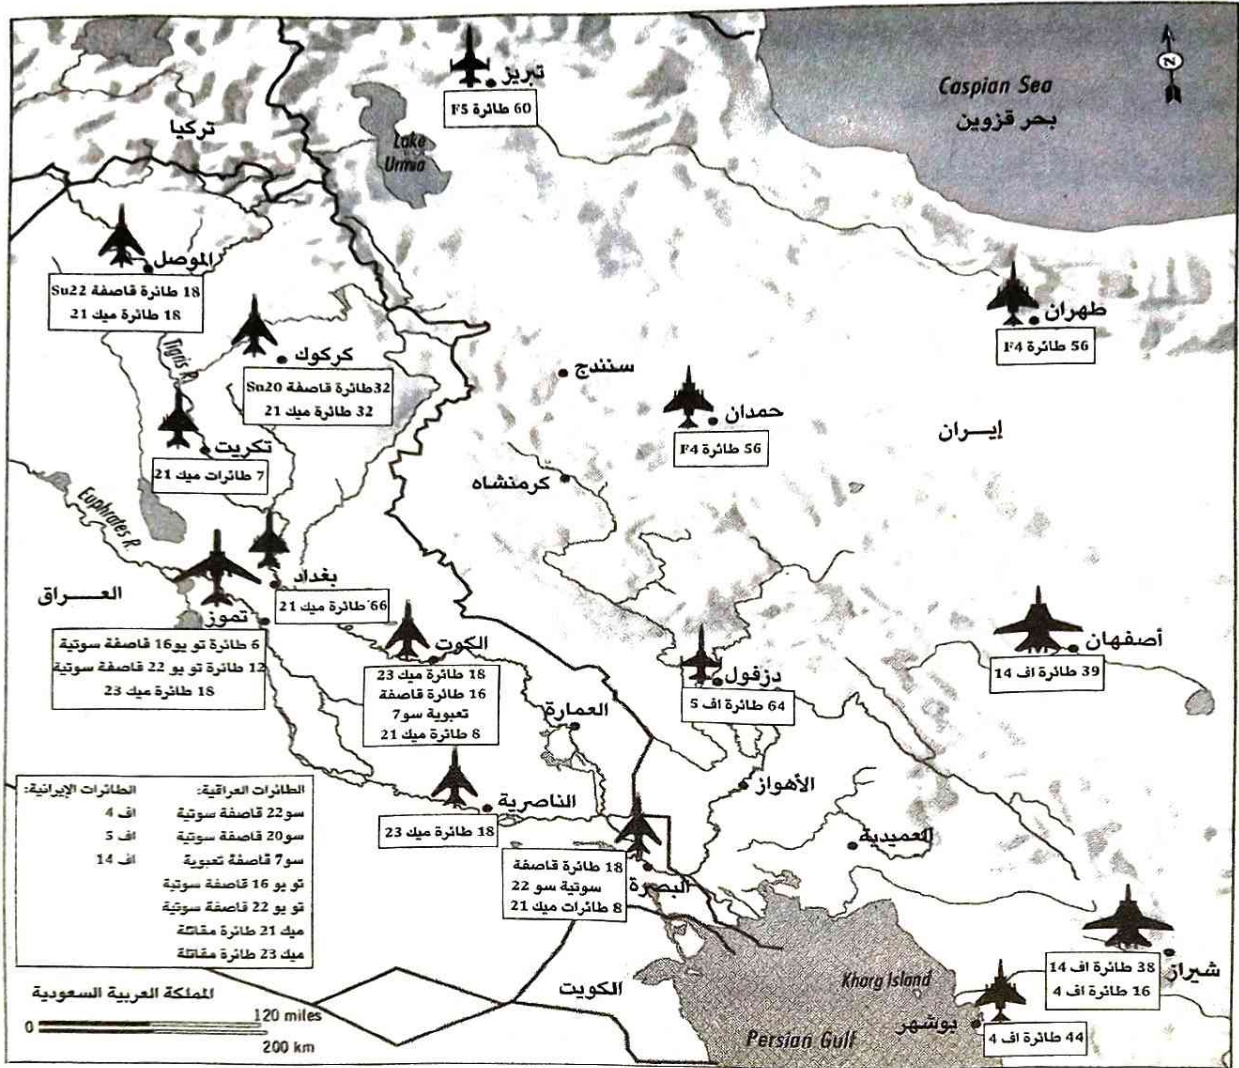 Caspian Sea
بحر قزوين
N
تبريز
60 طائرة F5
تركيا
Lake
Urmia
الموصل
18 طائرة قاصفة Su22
18 طائرة ميك 21
كركوك
32طائرة قاصفة Su20
32 طائرة ميك 21
Tigris R.
تكريت
7 طائرات ميك 21
طهران
56 طائرة F4
سنندج
حمدان
56 طائرة F4
إيـــران
كرمنشاه
Euphrates R.
العـــــراق
بغداد
66 طائرة ميك 21
تموز
6 طائرة تو يو16 قاصفة سوتية
12 طائرة تو يو 22 قاصفة سوتية
18 طائرة ميك 23
الكوت
18 طائرة ميك 23
16 طائرة قاصفة
تعبوية سو7
8 طائرة ميك 21
أصفهان
39 طائرة اف 14
دزفول
64 طائرة اف 5
العمارة
الأهواز
الناصرية
18 طائرة ميك 23
العميدية
البصرة
18 طائرة قاصفة
سوتية سو 22
8 طائرات ميك 21
شيراز
38 طائرة اف 14
16 طائرة اف 4
بوشهر
44 طائرة اف 4
Kharg Island
Persian Gulf
الكويت
الطائرات العراقية:
سو22 قاصفة سوتية
سو20 قاصفة سوتية
سو7 قاصفة تعبوية
تو يو 16 قاصفة سوتية
تو يو 22 قاصفة سوتية
ميك 21 طائرة مقاتلة
ميك 23 طائرة مقاتلة
الطائرات الإيرانية:
اف 4
اف 5
اف 14
المملكة العربية السعودية
0 120 miles
200 km